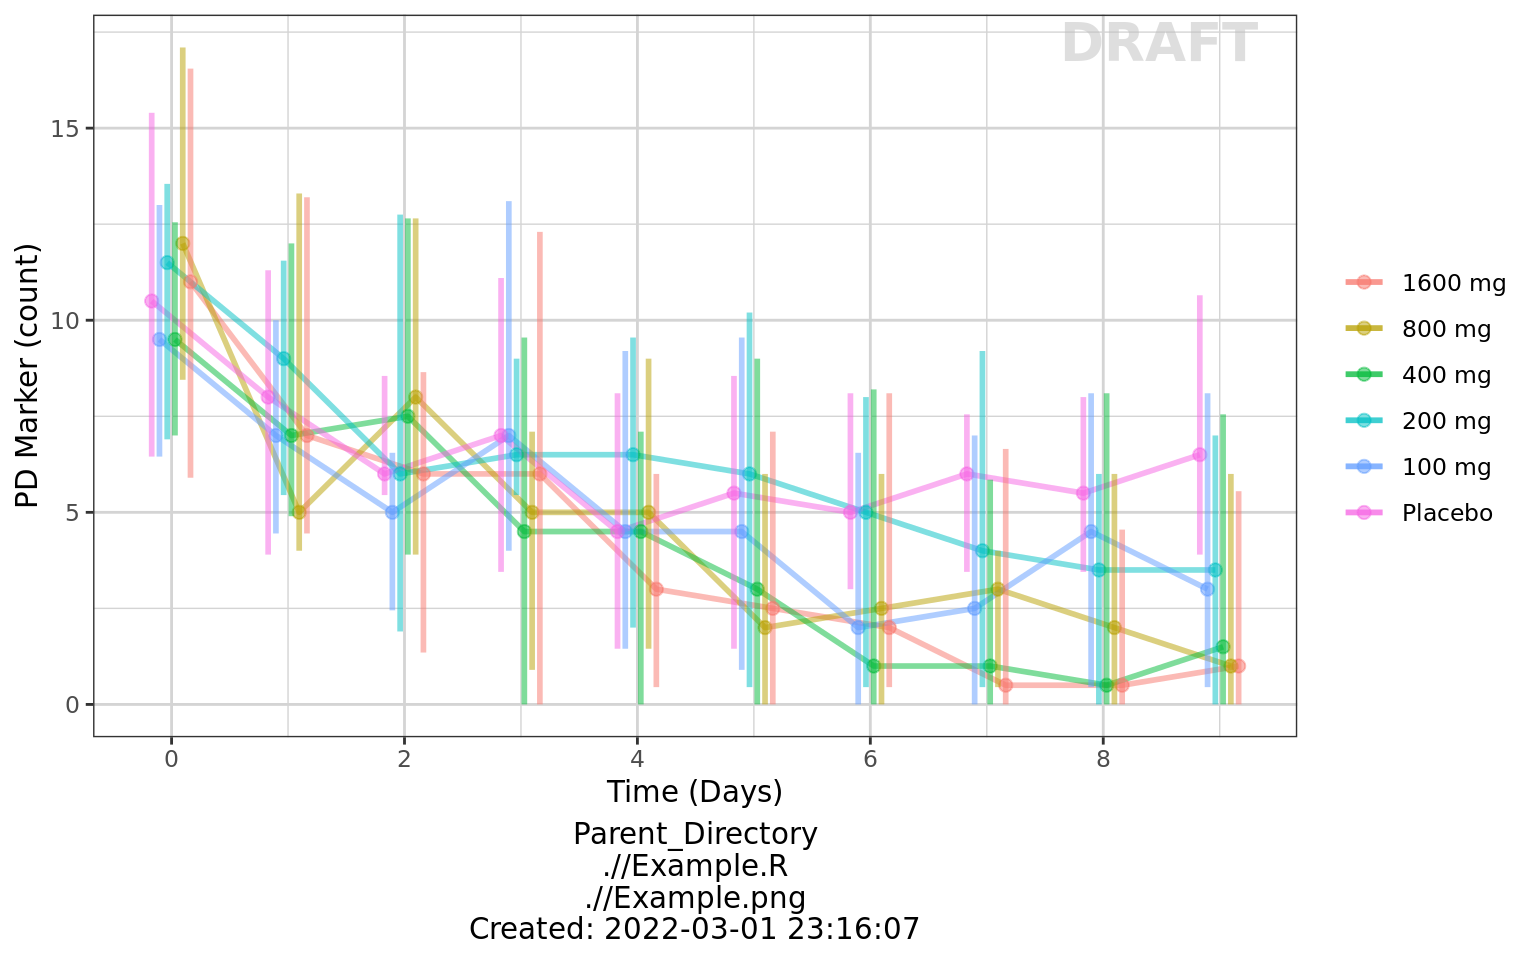 DRAFT
15
10
5
0
PD Marker (count)
0 2 4 6 8
Time (Days)
1600 mg
800 mg
400 mg
200 mg
100 mg
Placebo
Parent_Directory
.//Example.R
.//Example.png
Created: 2022-03-01 23:16:07